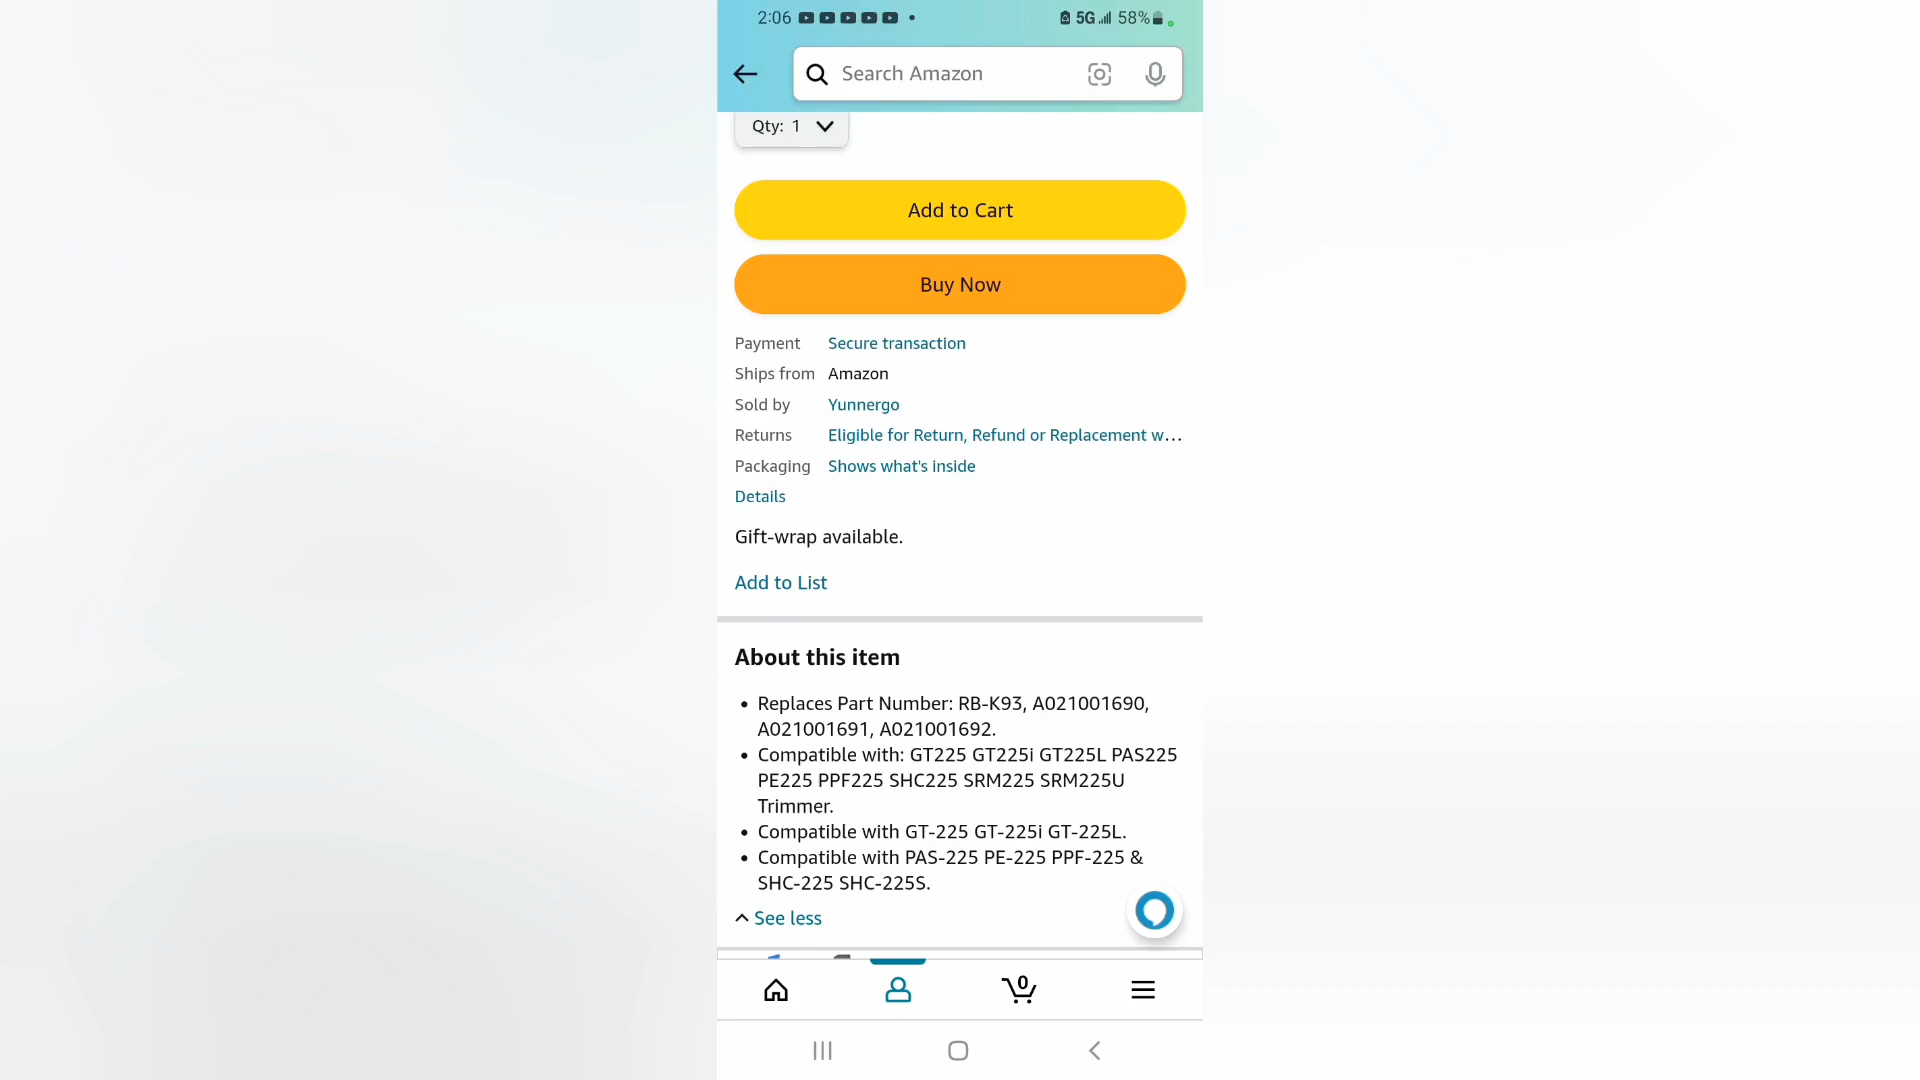 2:06
5G 58%
Search Amazon
Qty: 1
Add to Cart
Buy Now
Payment Secure transaction
Ships from Amazon
Sold by Yunnergo
Returns Eligible for Return, Refund or Replacement w...
Packaging Shows what's inside
Details
Gift-wrap available.
Add to List
About this item
• Replaces Part Number: RB-K93, A021001690,
A021001691, A021001692.
• Compatible with: GT225 GT225i GT225L PAS225
PE225 PPF225 SHC225 SRM225 SRM225U
Trimmer.
• Compatible with GT-225 GT-225i GT-225L.
• Compatible with PAS-225 PE-225 PPF-225 &
SHC-225 SHC-225S.
See less
0